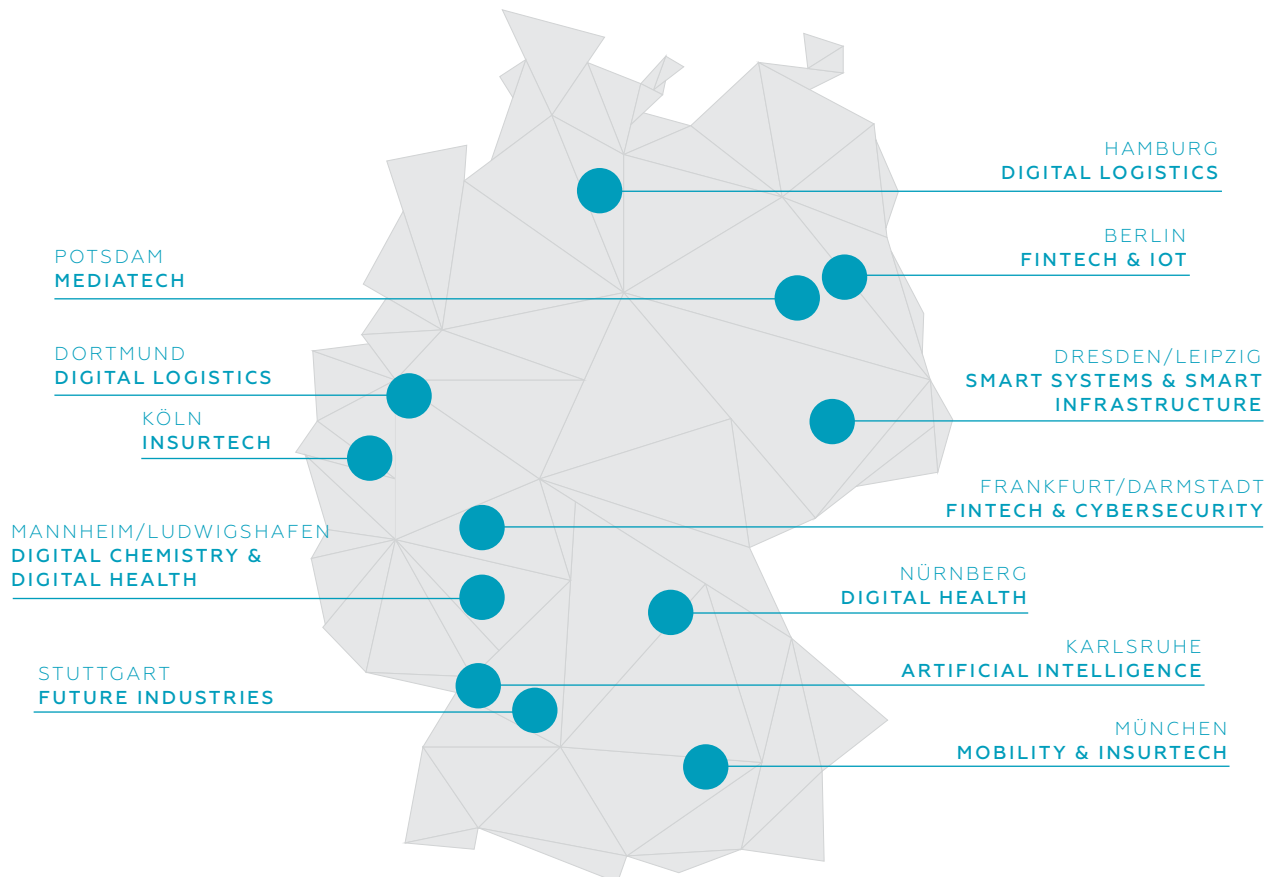 HAMBURG
DIGITAL LOGISTICS
BERLIN
FINTECH & IOT
POTSDAM
MEDIATECH
DORTMUND
DIGITAL LOGISTICS
DRESDEN/LEIPZIG
SMART SYSTEMS & SMART
INFRASTRUCTURE
KÖLN
INSURTECH
FRANKFURT/DARMSTADT
FINTECH & CYBERSECURITY
MANNHEIM/LUDWIGSHAFEN
DIGITAL CHEMISTRY &
DIGITAL HEALTH
NÜRNBERG
DIGITAL HEALTH
KARLSRUHE
ARTIFICIAL INTELLIGENCE
STUTTGART
FUTURE INDUSTRIES
MÜNCHEN
MOBILITY & INSURTECH